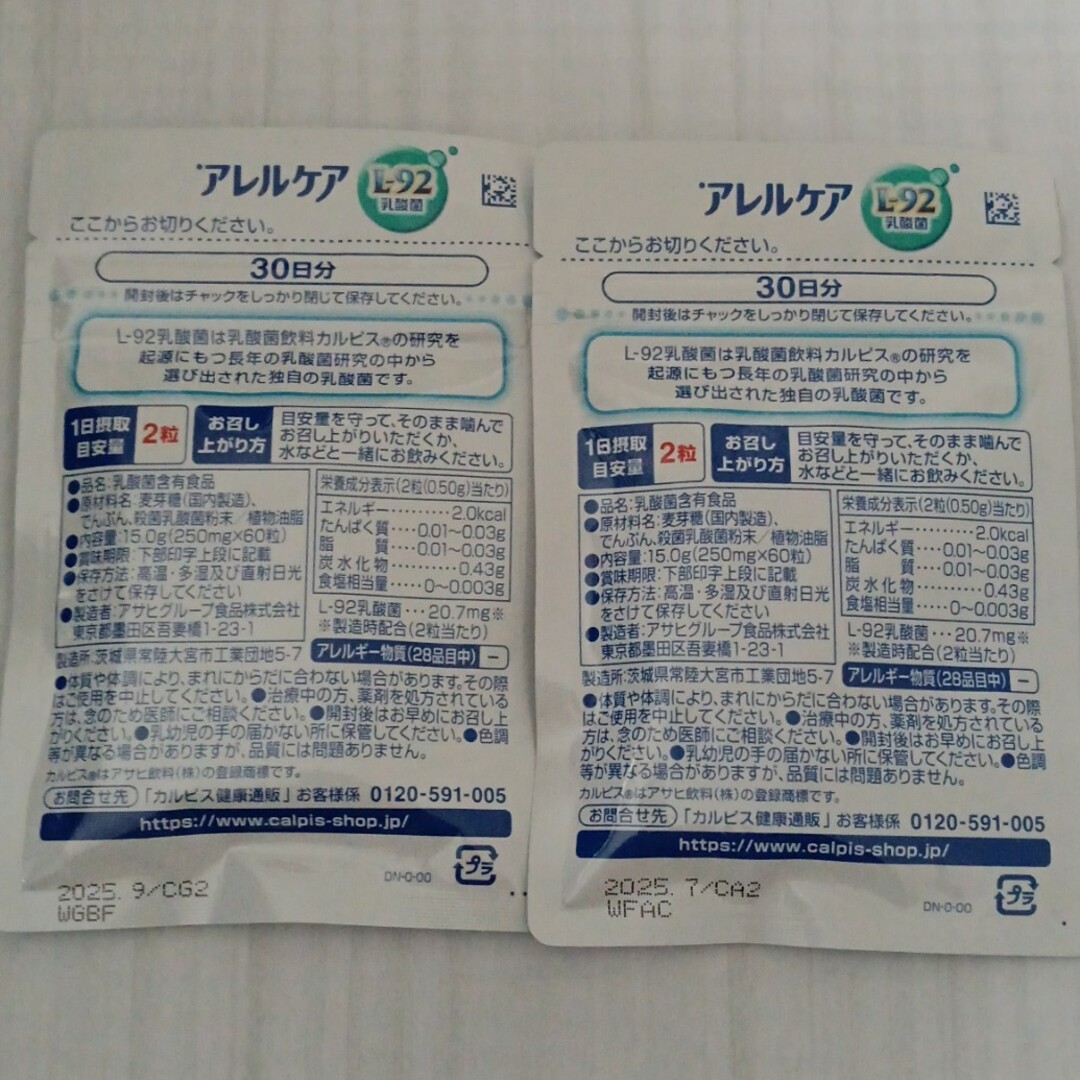 アレルケア
L-92
乳酸菌
ここからお切りください。
30日分
開封後はチャックをしっかり閉じて保存してください。
L-92乳酸菌は乳酸菌飲料カルピス®の研究を
起源にもつ長年の乳酸菌研究の中から
選び出された独自の乳酸菌です。
1日摂取
目安量
2粒
お召し
上がり方
目安量を守って、そのまま噛んで
お召し上がりいただくか、
水などと一緒にお飲みください。
●品名:乳酸菌含有食品
●原材料名:麦芽糖(国内製造)、
でんぷん、殺菌乳酸菌粉末／植物油脂
●内容量:15.0g(250mg×60粒)
●賞味期限:下部印字上段に記載
●保存方法:高温・多湿及び直射日光
をさけて保存してください
●製造者:アサヒグループ食品株式会社
東京都墨田区吾妻橋1-23-1
栄養成分表示(2粒(0.50g)当たり)
エネルギー………2.0kcal
たんぱく質……0.01~0.03g
脂質……0.01~0.03g
炭水化物………0.43g
食塩相当量……0~0.003g
L-92乳酸菌…20.7mg※
※製造時配合(2粒当たり)
製造所:茨城県常陸大宮市工業団地5-7
アレルギー物質(28品目中) －
●体質や体調により、まれにからだに合わない場合があります。その際
はご使用を中止してください。●治療中の方、薬剤を処方されている
方は、念のため医師にご相談ください。●開封後はお早めにお召し上
がりください。●乳幼児の手の届かない所に保管してください。●色調
等が異なる場合がありますが、品質には問題ありません。
カルピス®はアサヒ飲料(株)の登録商標です。
お問合せ先 「カルピス健康通販」お客様係 0120-591-005
https://www.calpis-shop.jp/
DN-0-00
プラ
2025. 9/CG2
WGBF
アレルケア
L-92
乳酸菌
ここからお切りください。
30日分
開封後はチャックをしっかり閉じて保存してください。
L-92乳酸菌は乳酸菌飲料カルピス®の研究を
起源にもつ長年の乳酸菌研究の中から
選び出された独自の乳酸菌です。
1日摂取
目安量
2粒
お召し
上がり方
目安量を守って、そのまま噛んで
お召し上がりいただくか、
水などと一緒にお飲みください。
●品名:乳酸菌含有食品
●原材料名:麦芽糖(国内製造)、
でんぷん、殺菌乳酸菌粉末／植物油脂
●内容量:15.0g(250mg×60粒)
●賞味期限:下部印字上段に記載
●保存方法:高温・多湿及び直射日光
をさけて保存してください
●製造者:アサヒグループ食品株式会社
東京都墨田区吾妻橋1-23-1
栄養成分表示(2粒(0.50g)当たり)
エネルギー………2.0kcal
たんぱく質……0.01~0.03g
脂質……0.01~0.03g
炭水化物………0.43g
食塩相当量……0~0.003g
L-92乳酸菌…20.7mg※
※製造時配合(2粒当たり)
製造所:茨城県常陸大宮市工業団地5-7
アレルギー物質(28品目中) －
●体質や体調により、まれにからだに合わない場合があります。その際
はご使用を中止してください。●治療中の方、薬剤を処方されている
方は、念のため医師にご相談ください。●開封後はお早めにお召し上
がりください。●乳幼児の手の届かない所に保管してください。●色調
等が異なる場合がありますが、品質には問題ありません。
カルピス®はアサヒ飲料(株)の登録商標です。
お問合せ先 「カルピス健康通販」お客様係 0120-591-005
https://www.calpis-shop.jp/
2025. 7/CA2
WFAC
DN-0-00
プラ